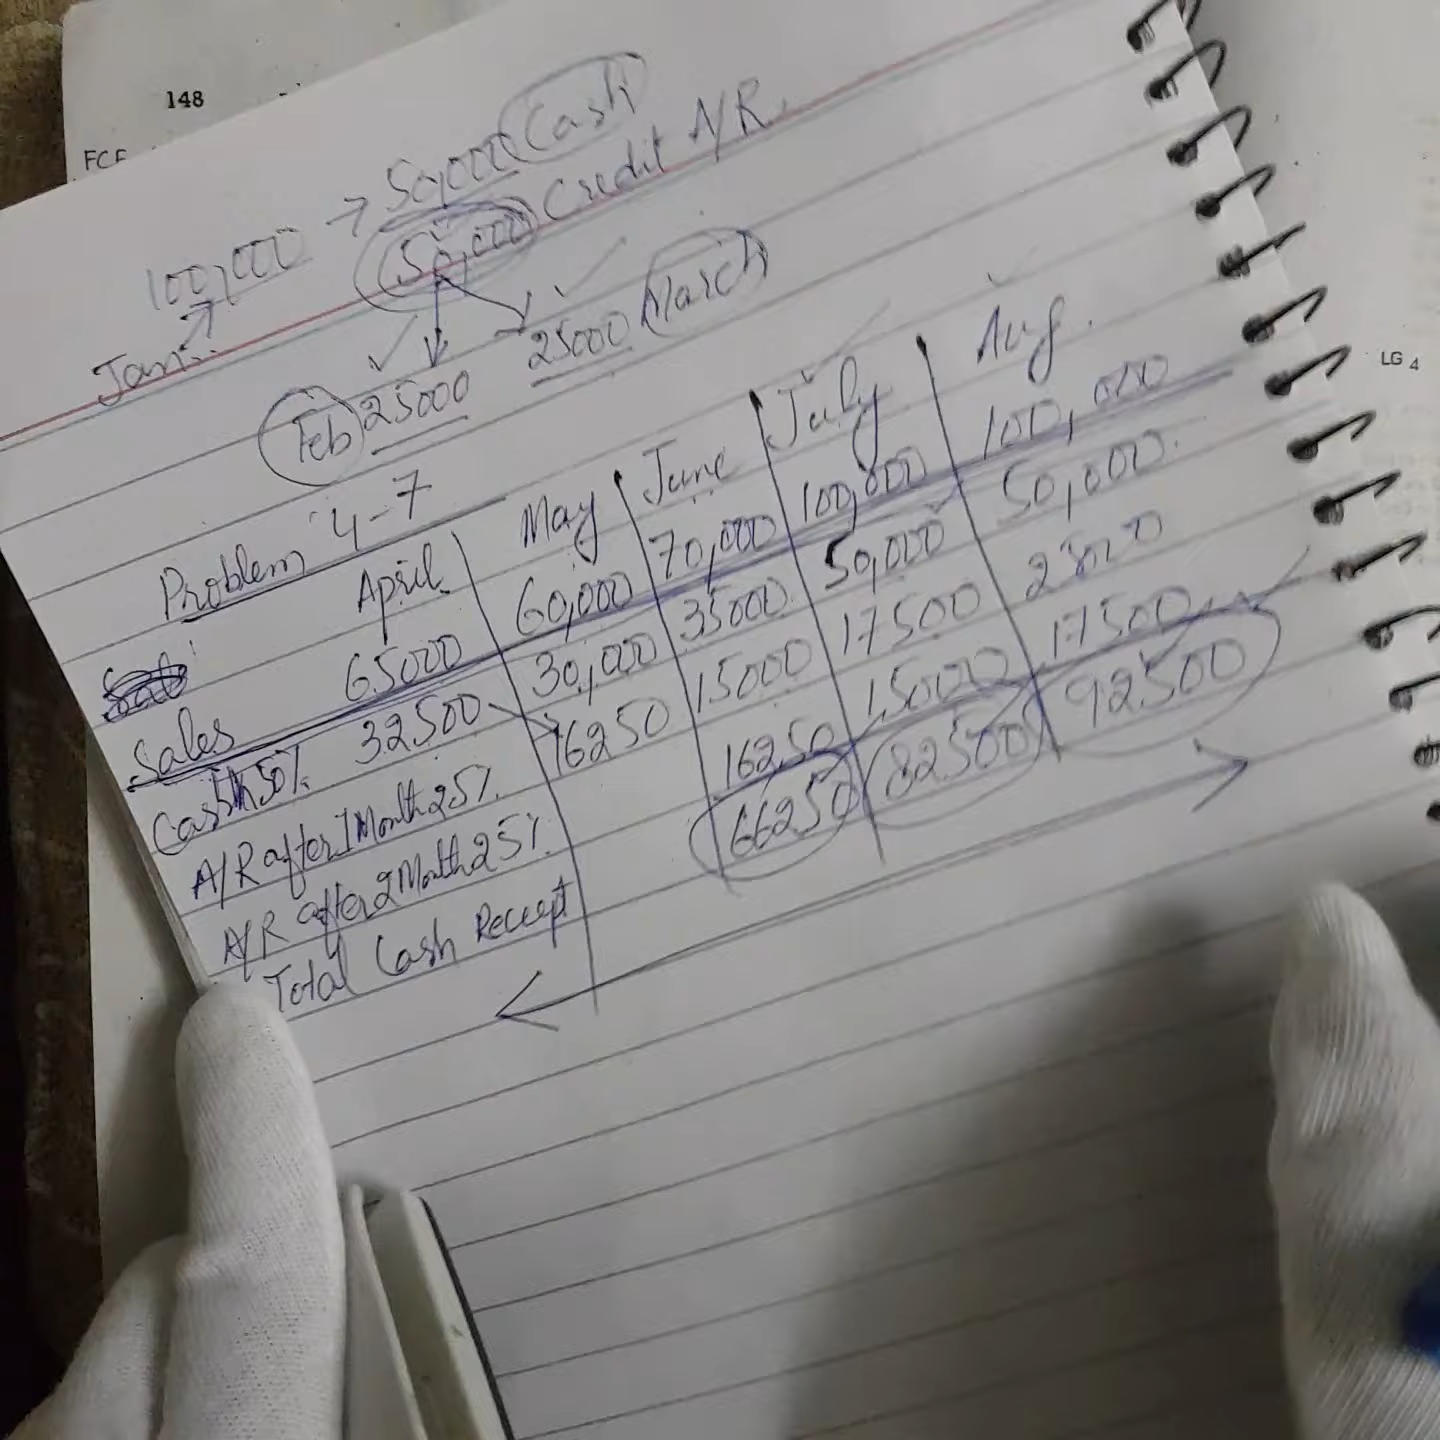 148
FCF
50,000 Cash
100,000 → 50,000 Credit A/R.
Jan.
Feb 25000 25000 March
Problem 4-7
April May June July Aug.
Sales 65000 60,000 70,000 100,000 100,000
Cash 50% 32500 30,000 35000 50,000 50,000
A/R after 1 Month 25% 16250 15000 17500 25000
A/R after 2 Month 25% 16250 15000 17500
Total Cash Receipt 66250 82500 92500
LG 4